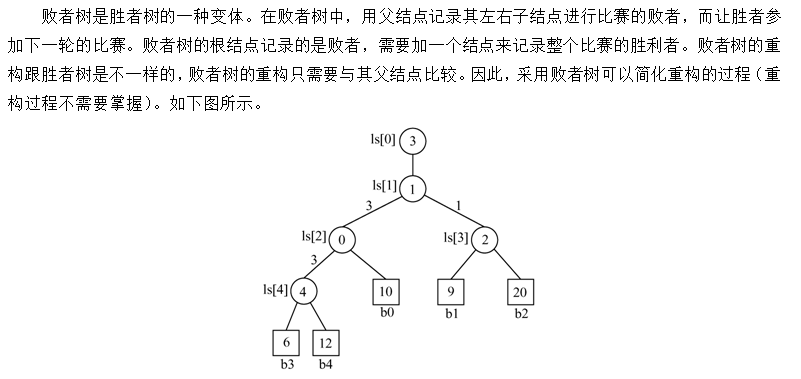 败者树是胜者树的一种变体。在败者树中，用父结点记录其左右子结点进行比赛的败者，而让胜者参
加下一轮的比赛。败者树的根结点记录的是败者，需要加一个结点来记录整个比赛的胜利者。败者树的重
构跟胜者树是不一样的，败者树的重构只需要与其父结点比较。因此，采用败者树可以简化重构的过程（重
构过程不需要掌握）。如下图所示。
ls[0] 3
ls[1] 1
3 1
ls[2] 0 ls[3] 2
3
ls[4] 4 10 9 20
b0 b1 b2
6 12
b3 b4